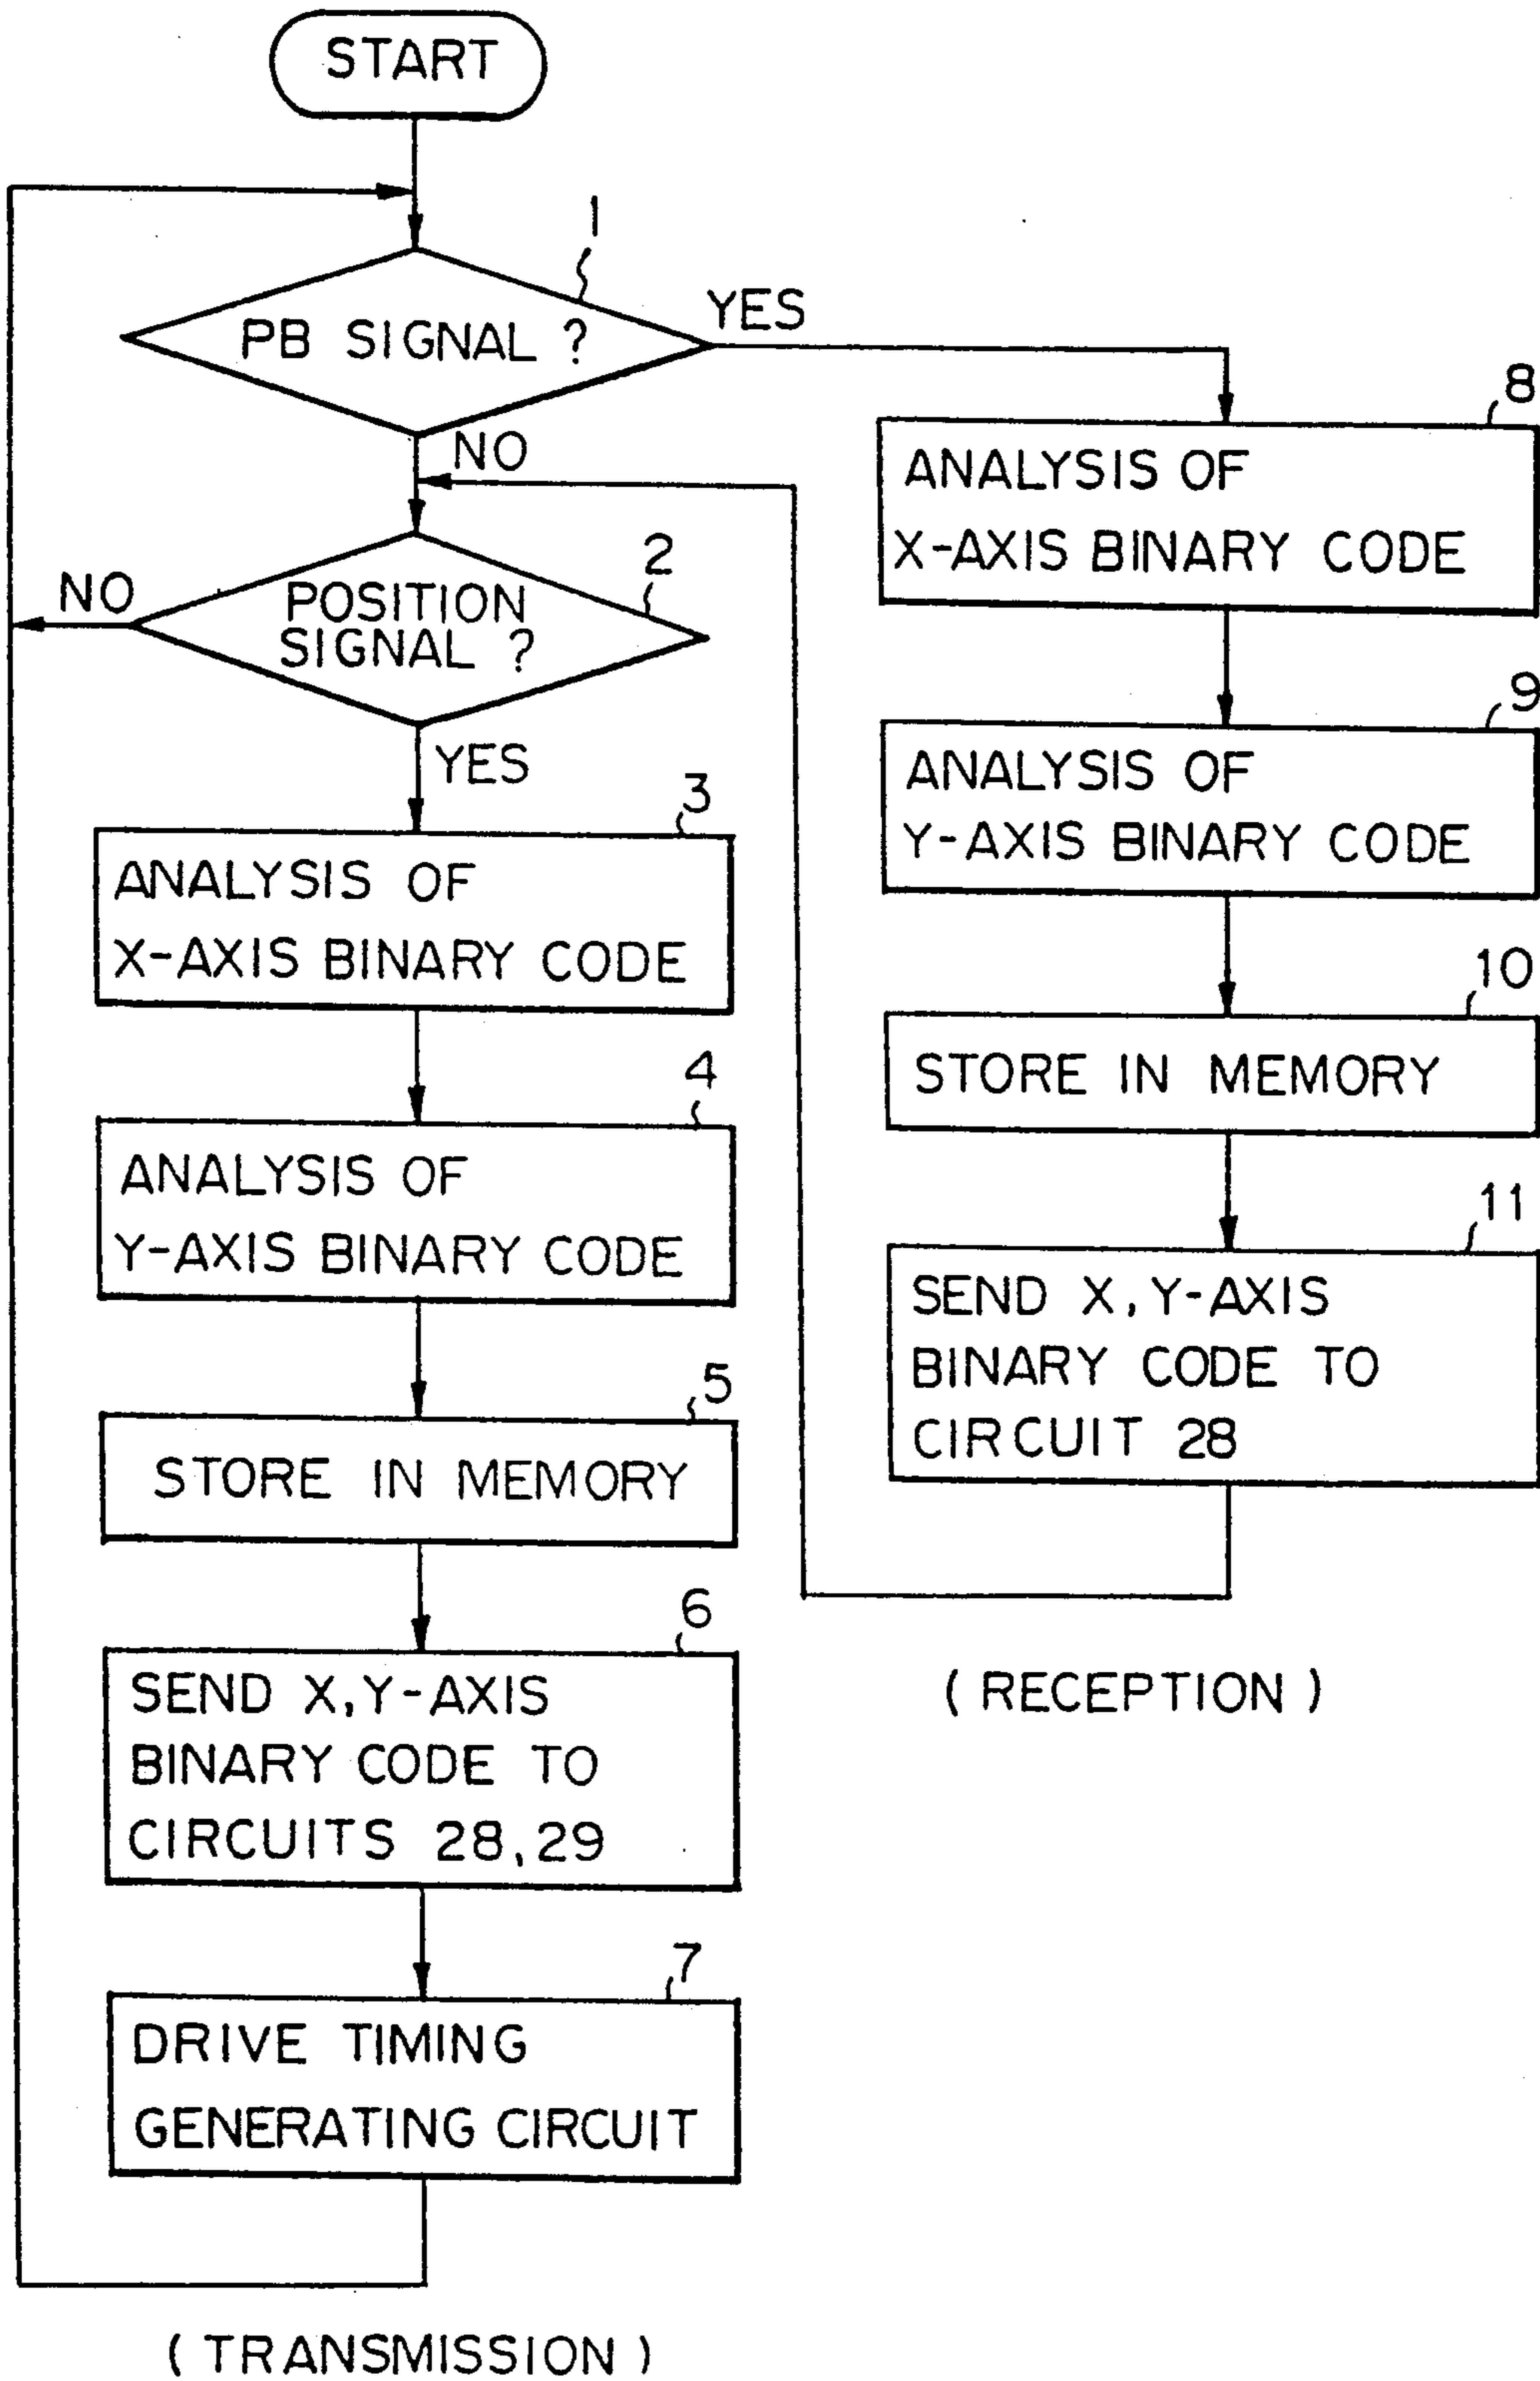 START
1
PB SIGNAL ?
YES
NO
2
POSITION
SIGNAL ?
NO
YES
3
ANALYSIS OF
X-AXIS BINARY CODE
4
ANALYSIS OF
Y-AXIS BINARY CODE
5
STORE IN MEMORY
6
SEND X,Y-AXIS
BINARY CODE TO
CIRCUITS 28,29
7
DRIVE TIMING
GENERATING CIRCUIT
( TRANSMISSION )
8
ANALYSIS OF
X-AXIS BINARY CODE
9
ANALYSIS OF
Y-AXIS BINARY CODE
10
STORE IN MEMORY
11
SEND X,Y-AXIS
BINARY CODE TO
CIRCUIT 28
( RECEPTION )